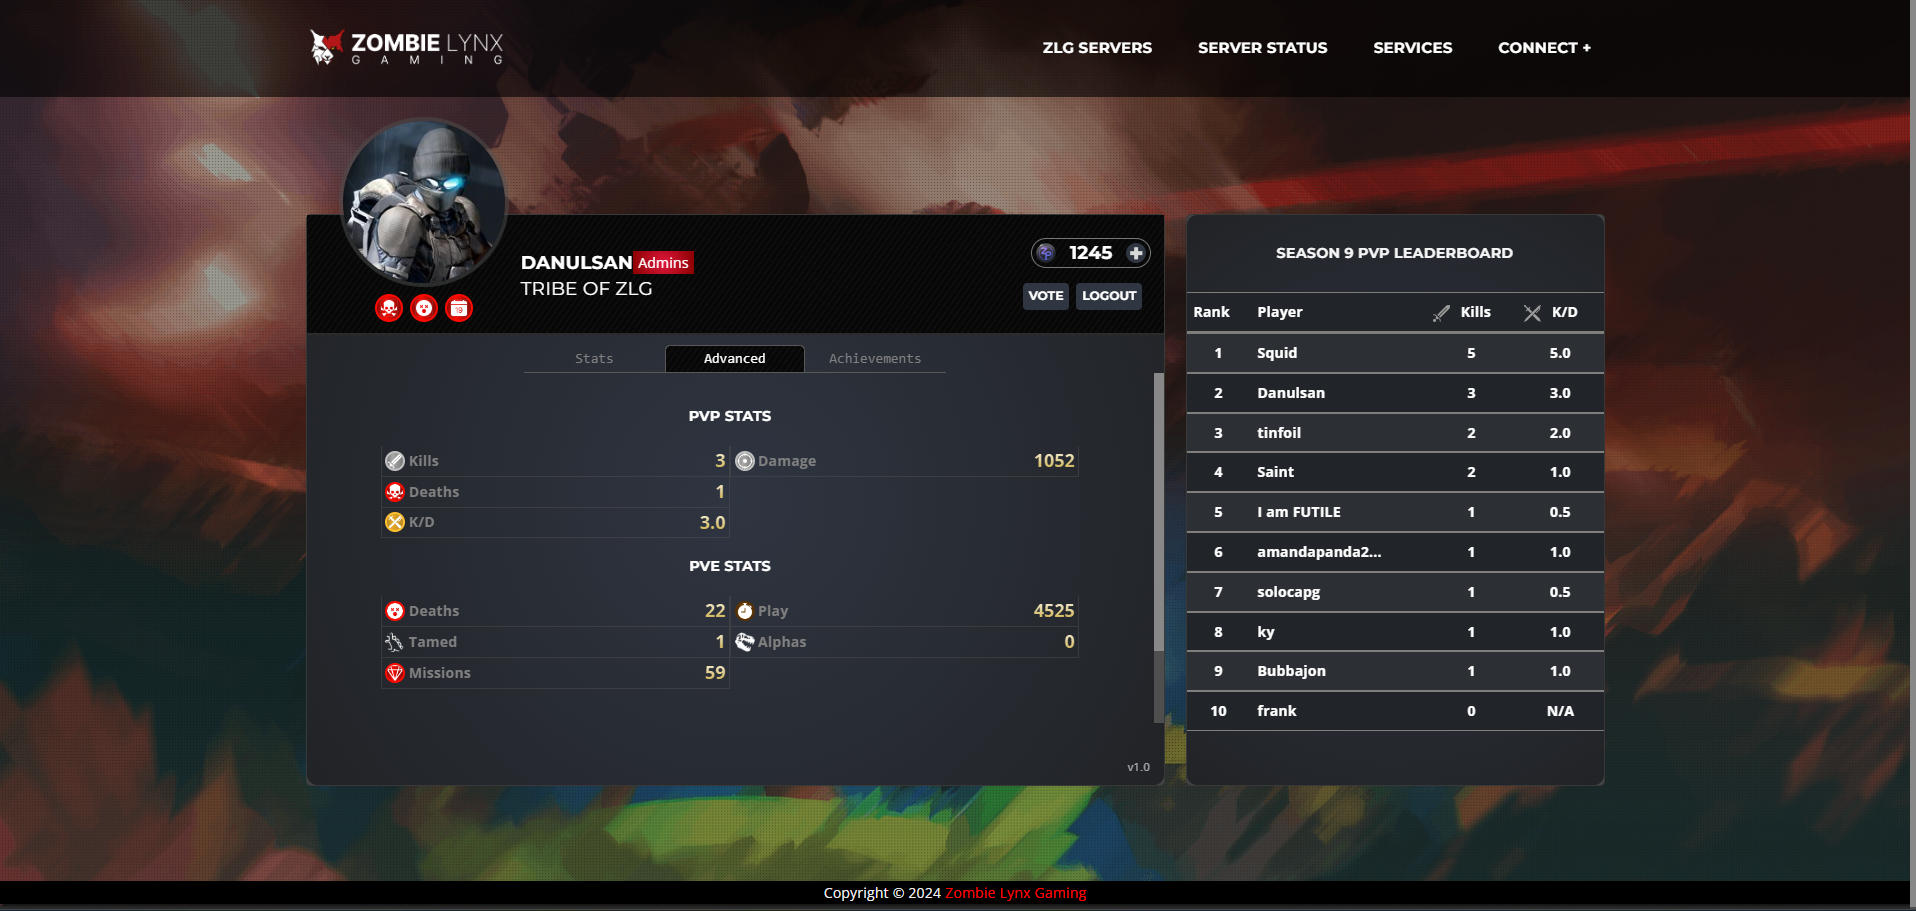 ZOMBIE LYNX
GAMING
ZLG SERVERS
SERVER STATUS
SERVICES
CONNECT +
DANULSAN Admins
TRIBE OF ZLG
1245
VOTE
LOGOUT
19
Stats
Advanced
Achievements
PVP STATS
Kills 3
Damage 1052
Deaths 1
K/D 3.0
PVE STATS
Deaths 22
Play 4525
Tamed 1
Alphas 0
Missions 59
v1.0
SEASON 9 PVP LEADERBOARD
Rank Player Kills K/D
1 Squid 5 5.0
2 Danulsan 3 3.0
3 tinfoil 2 2.0
4 Saint 2 1.0
5 I am FUTILE 1 0.5
6 amandapanda2... 1 1.0
7 solocapg 1 0.5
8 ky 1 1.0
9 Bubbajon 1 1.0
10 frank 0 N/A
Copyright © 2024 Zombie Lynx Gaming